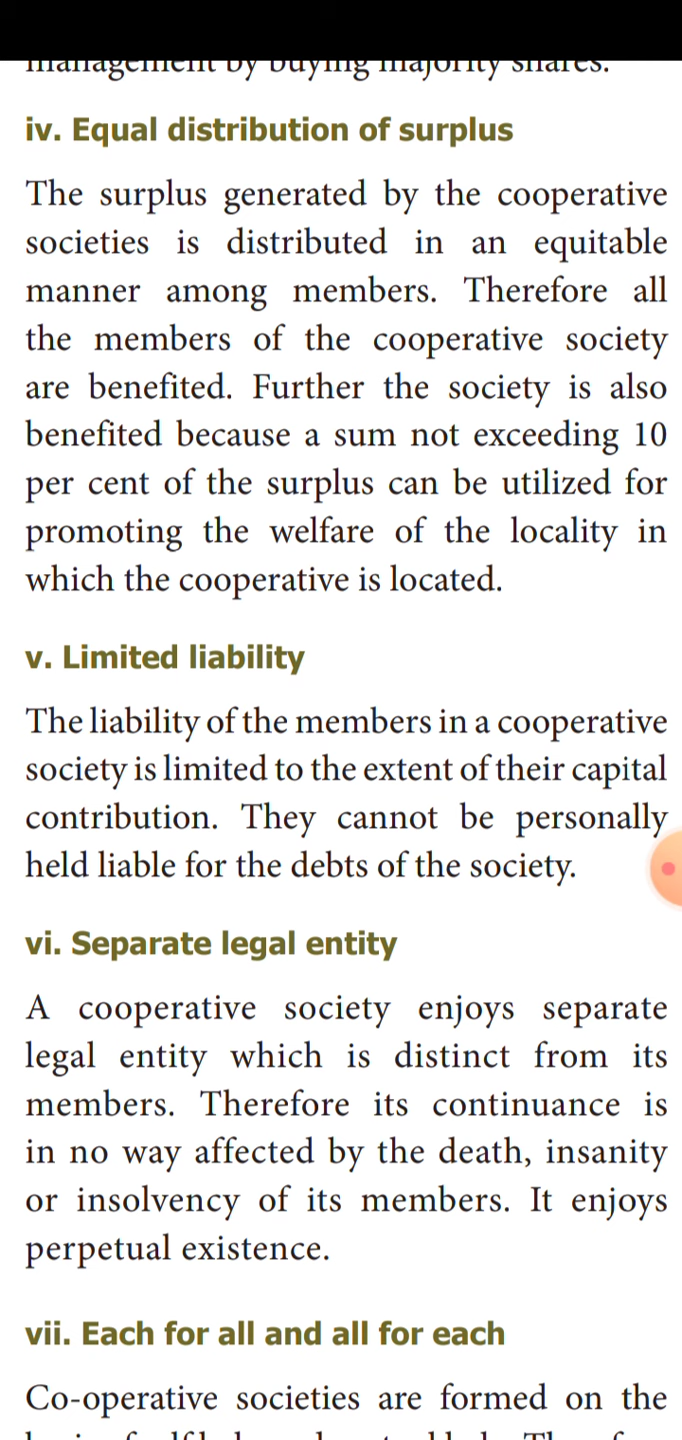 management by buying majority shares.
iv. Equal distribution of surplus
The surplus generated by the cooperative
societies is distributed in an equitable
manner among members. Therefore all
the members of the cooperative society
are benefited. Further the society is also
benefited because a sum not exceeding 10
per cent of the surplus can be utilized for
promoting the welfare of the locality in
which the cooperative is located.
v. Limited liability
The liability of the members in a cooperative
society is limited to the extent of their capital
contribution. They cannot be personally
held liable for the debts of the society.
vi. Separate legal entity
A cooperative society enjoys separate
legal entity which is distinct from its
members. Therefore its continuance is
in no way affected by the death, insanity
or insolvency of its members. It enjoys
perpetual existence.
vii. Each for all and all for each
Co-operative societies are formed on the